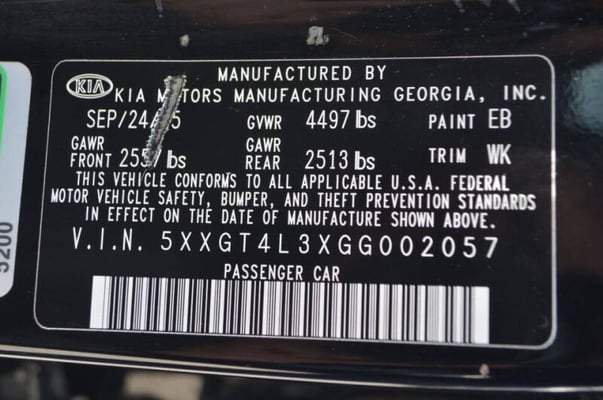 MANUFACTURED BY
KIA KIA MOTORS MANUFACTURING GEORGIA, INC.
GVWR 4497 lbs PAINT EB
GAWR FRONT lbs GAWR REAR 2513 lbs TRIM WK
THIS VEHICLE CONFORMS TO ALL APPLICABLE U.S.A. FEDERAL
MOTOR VEHICLE SAFETY, BUMPER, AND THEFT PREVENTION STANDARDS
IN EFFECT ON THE DATE OF MANUFACTURE SHOWN ABOVE.
V.I.N. 5XXGT4L3XGG002057
PASSENGER CAR
5200